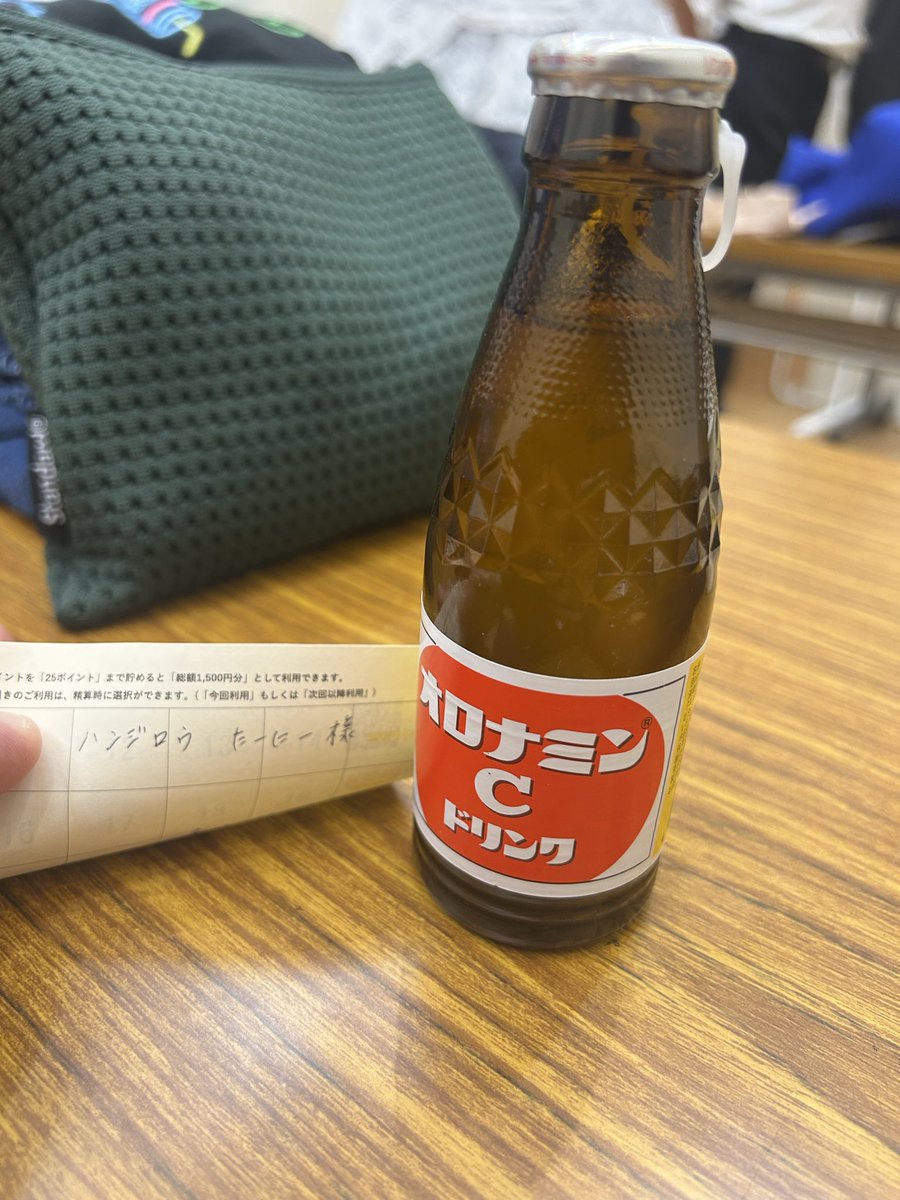 Standard
イントを「25ポイント」まで貯めると「総額1,500円分」として利用できます。
引きのご利用は、精算時に選択ができます。(「今回利用」もしくは「次回以降利用」)
ハンジロウ たーにー様
16 17
オロナミン®
C
ドリンク